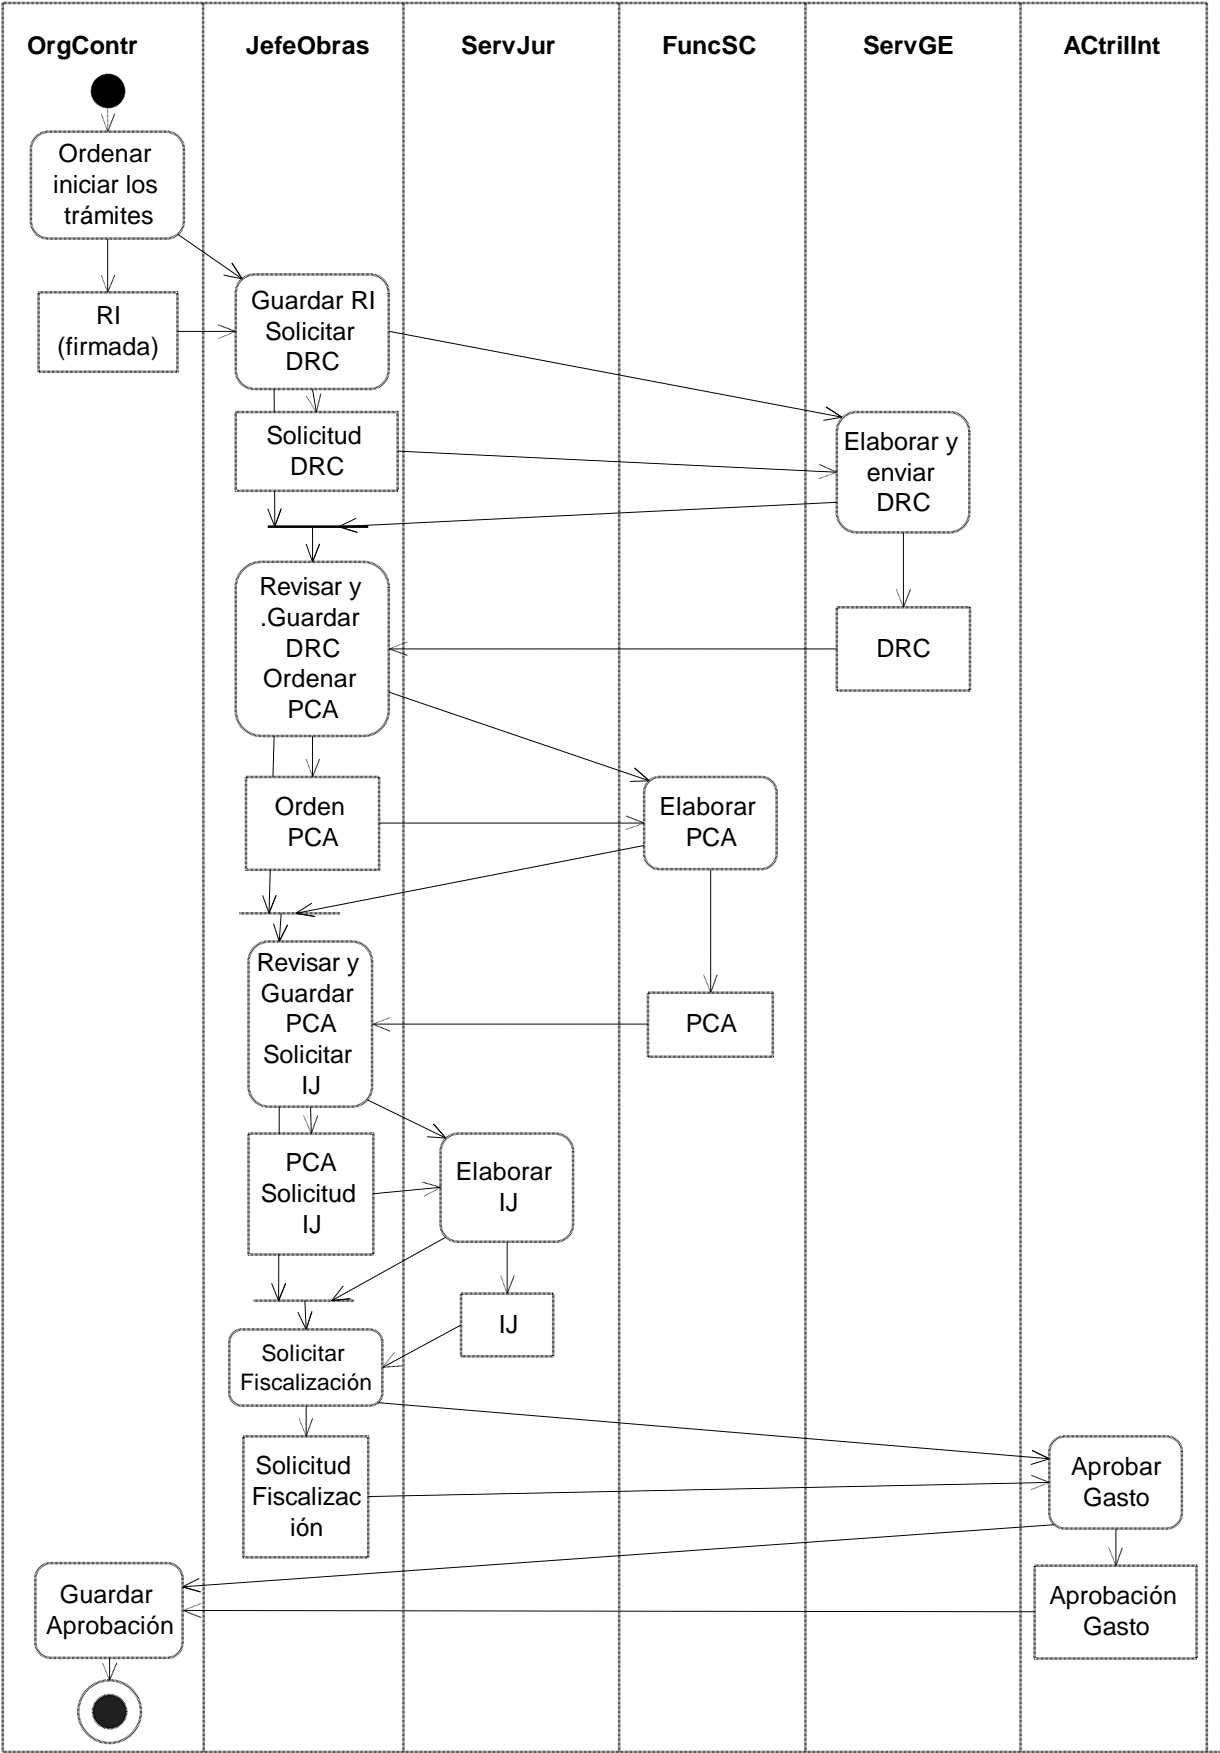 OrgContr
JefeObras
ServJur
FuncSC
ServGE
ACtrlInt
Ordenar
iniciar los
trámites
RI
(firmada)
Guardar RI
Solicitar
DRC
Solicitud
DRC
Elaborar y
enviar
DRC
Revisar y
.Guardar
DRC
Ordenar
PCA
DRC
Orden
PCA
Elaborar
PCA
Revisar y
Guardar
PCA
Solicitar
IJ
PCA
PCA
Solicitud
IJ
Elaborar
IJ
IJ
Solicitar
Fiscalización
Solicitud
Fiscalizac
ión
Aprobar
Gasto
Guardar
Aprobación
Aprobación
Gasto